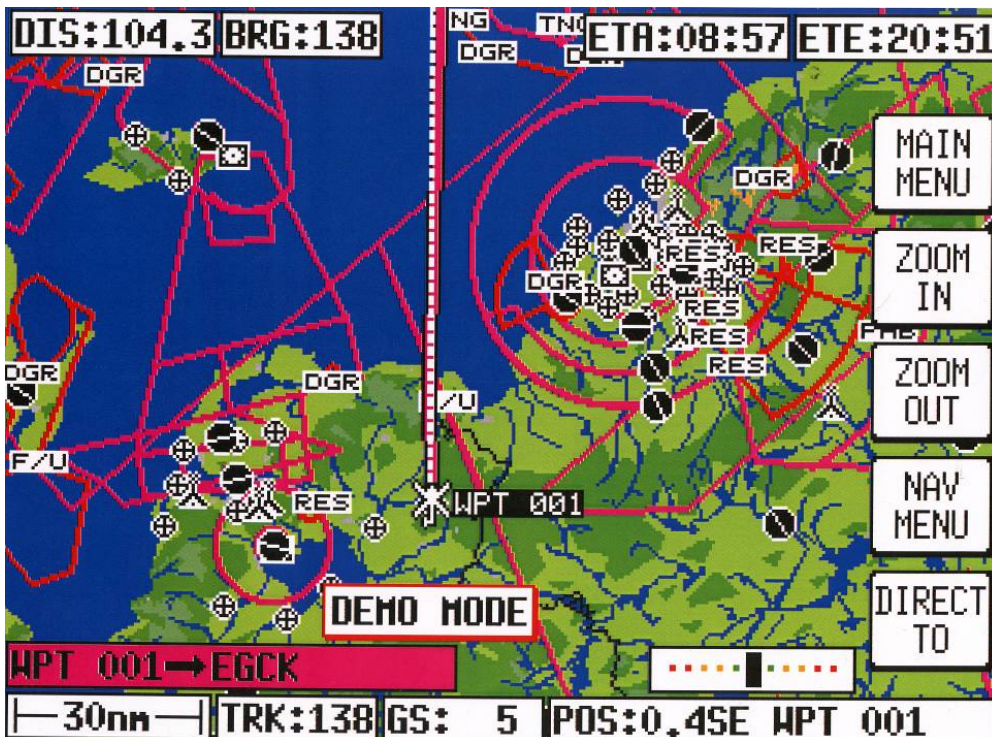 DIS:104.3 BRG:138 NG TNG ETA:08:57 ETE:20:51
DGR
MAIN
MENU
DGR
RES
RES
ZOOM
IN
DGR
RES
RES
RES
DGR
DGR
ZOOM
OUT
F/U
F/U
RES
WPT 001
NAV
MENU
DEMO MODE
DIRECT
TO
WPT 001→EGCK
30nm TRK:138 GS: 5 POS:0.4SE WPT 001